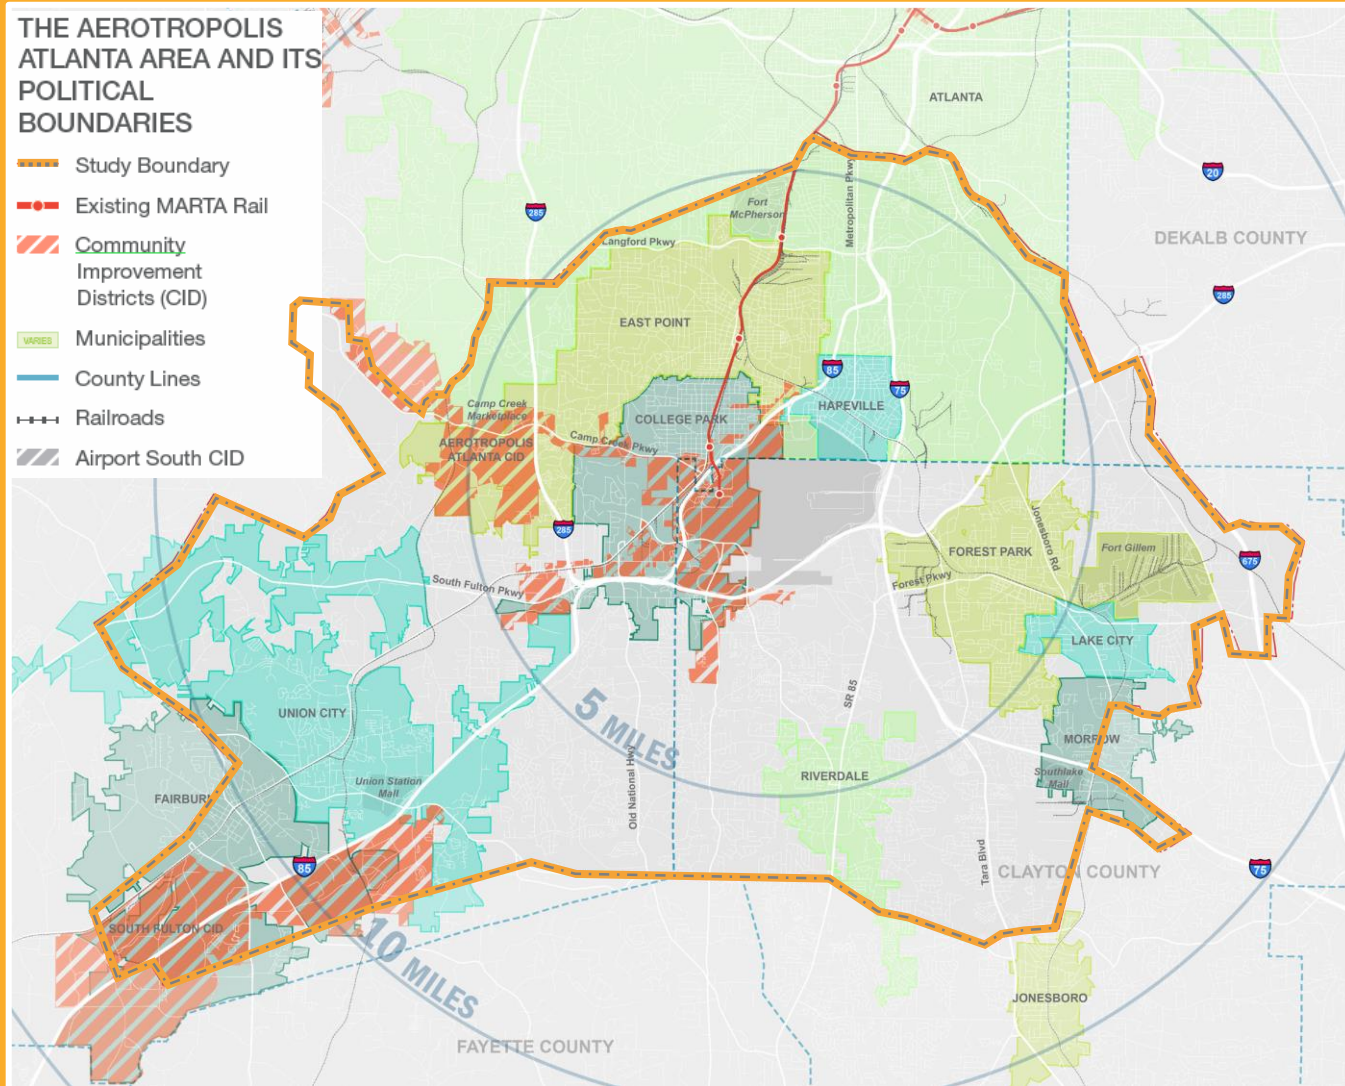 THE AEROTROPOLIS
ATLANTA AREA AND ITS
POLITICAL
BOUNDARIES
Study Boundary
Existing MARTA Rail
Community
Improvement
Districts (CID)
VARIES
Municipalities
County Lines
Railroads
Airport South CID
ATLANTA
20
285
Fort
McPherson
Metropolitan Pkwy
Langford Pkwy
DEKALB COUNTY
285
EAST POINT
85
75
HAPEVILLE
Camp Creek
Marketplace
COLLEGE PARK
AEROTROPOLIS
ATLANTA CID
Camp Creek Pkwy
285
Jonesboro Rd
FOREST PARK
Fort Gillem
675
South Fulton Pkwy
Forest Pkwy
LAKE CITY
5 MILES
SR 85
UNION CITY
MORROW
Southlake
Mall
RIVERDALE
Old National Hwy
Union Station
Mall
FAIRBURN
85
Tara Blvd
CLAYTON COUNTY
75
SOUTH FULTON CID
10 MILES
JONESBORO
FAYETTE COUNTY